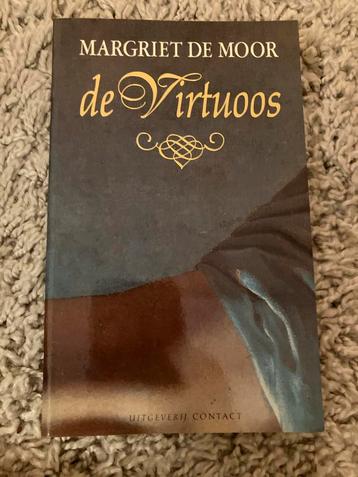 MARGRIET DE MOOR
de Virtuoos
UITGEVERIJ CONTACT